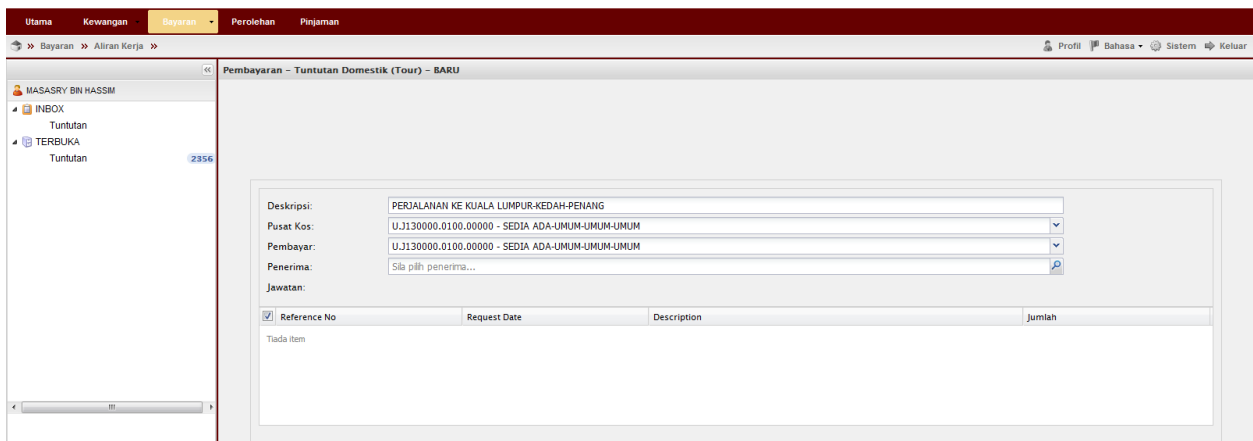 Utama Kewangan Bayaran Perolehan Pinjaman
» Bayaran » Aliran Kerja » Profil Bahasa Sistem Keluar
Pembayaran - Tuntutan Domestik (Tour) - BARU
MASASRY BIN HASSIM
INBOX
Tuntutan
TERBUKA
Tuntutan 2356
Deskripsi: PERJALANAN KE KUALA LUMPUR-KEDAH-PENANG
Pusat Kos: U.J130000.0100.00000 - SEDIA ADA-UMUM-UMUM-UMUM
Pembayar: U.J130000.0100.00000 - SEDIA ADA-UMUM-UMUM-UMUM
Penerima: Sila pilih penerima...
Jawatan:
Reference No Request Date Description Jumlah
Tiada item